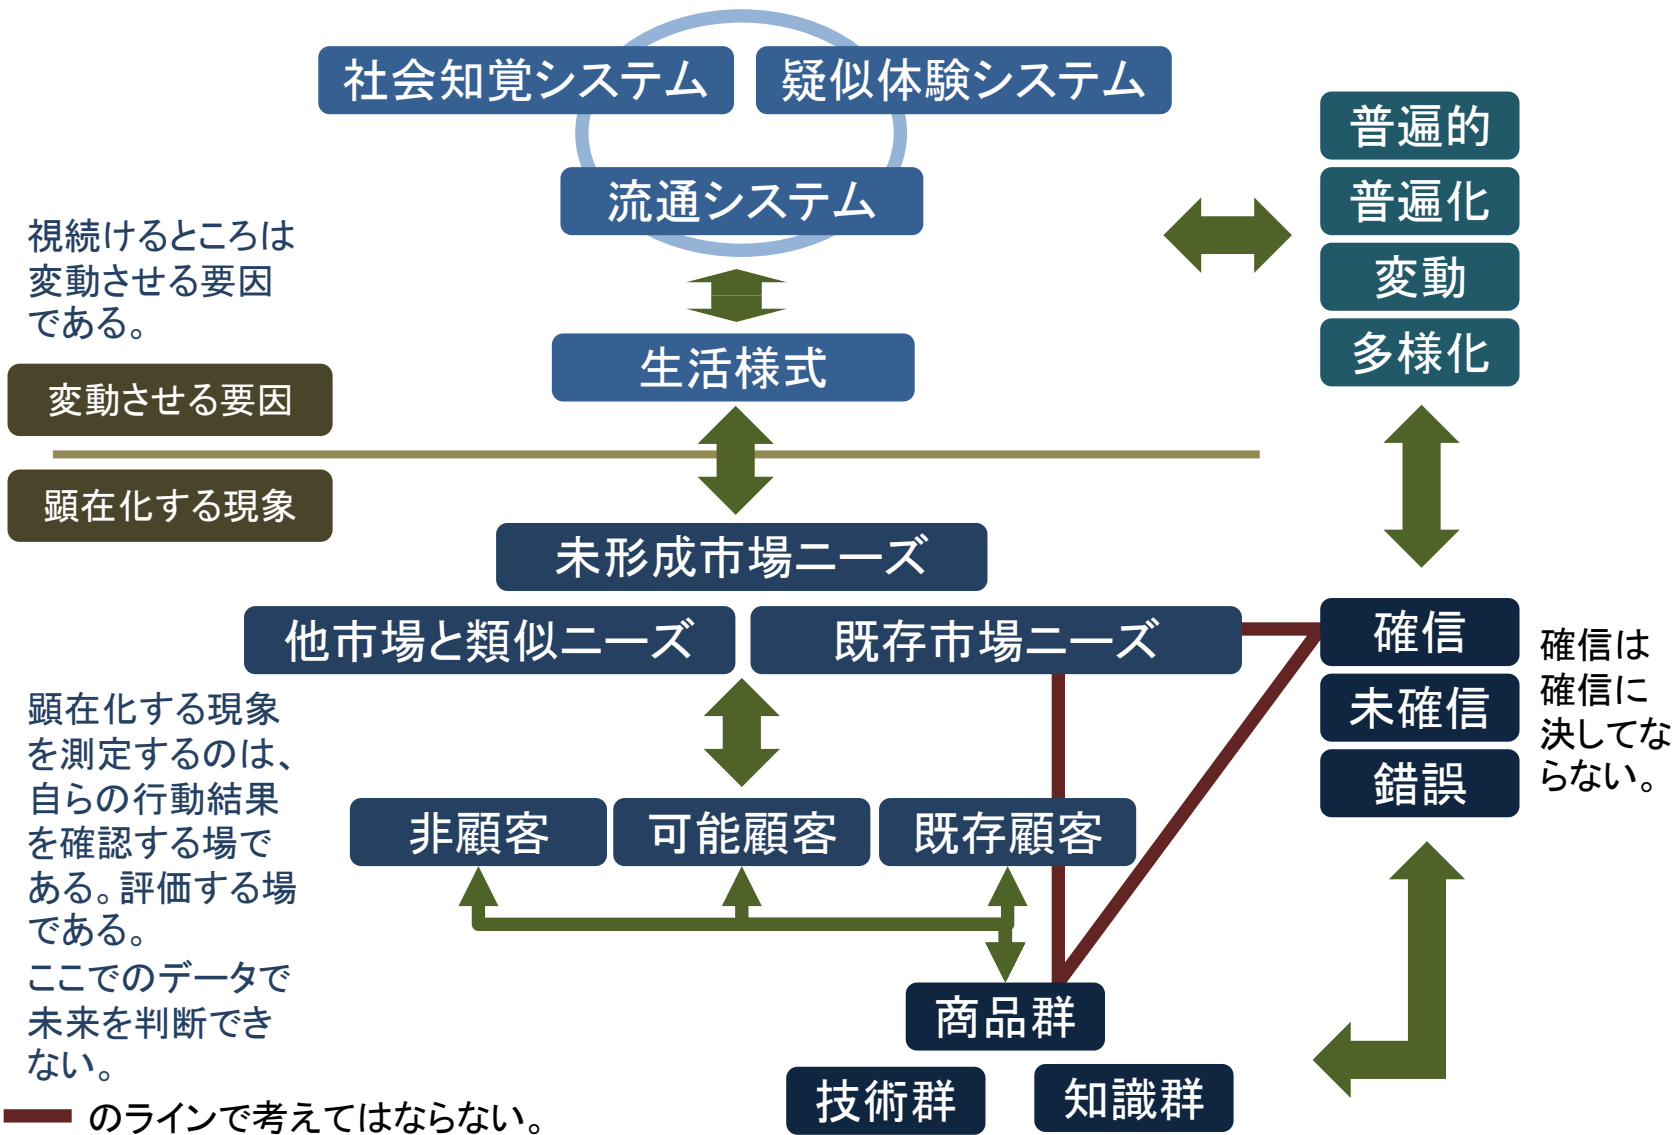 社会知覚システム
疑似体験システム
流通システム
普遍的
普遍化
変動
多様化
視続けるところは
変動させる要因
である。
生活様式
変動させる要因
顕在化する現象
未形成市場ニーズ
他市場と類似ニーズ
既存市場ニーズ
確信
未確信
錯誤
確信は
確信に
決してな
らない。
顕在化する現象
を測定するのは、
自らの行動結果
を確認する場で
ある。評価する場
である。
ここでのデータで
未来を判断でき
ない。
非顧客
可能顧客
既存顧客
商品群
技術群
知識群
のラインで考えてはならない。